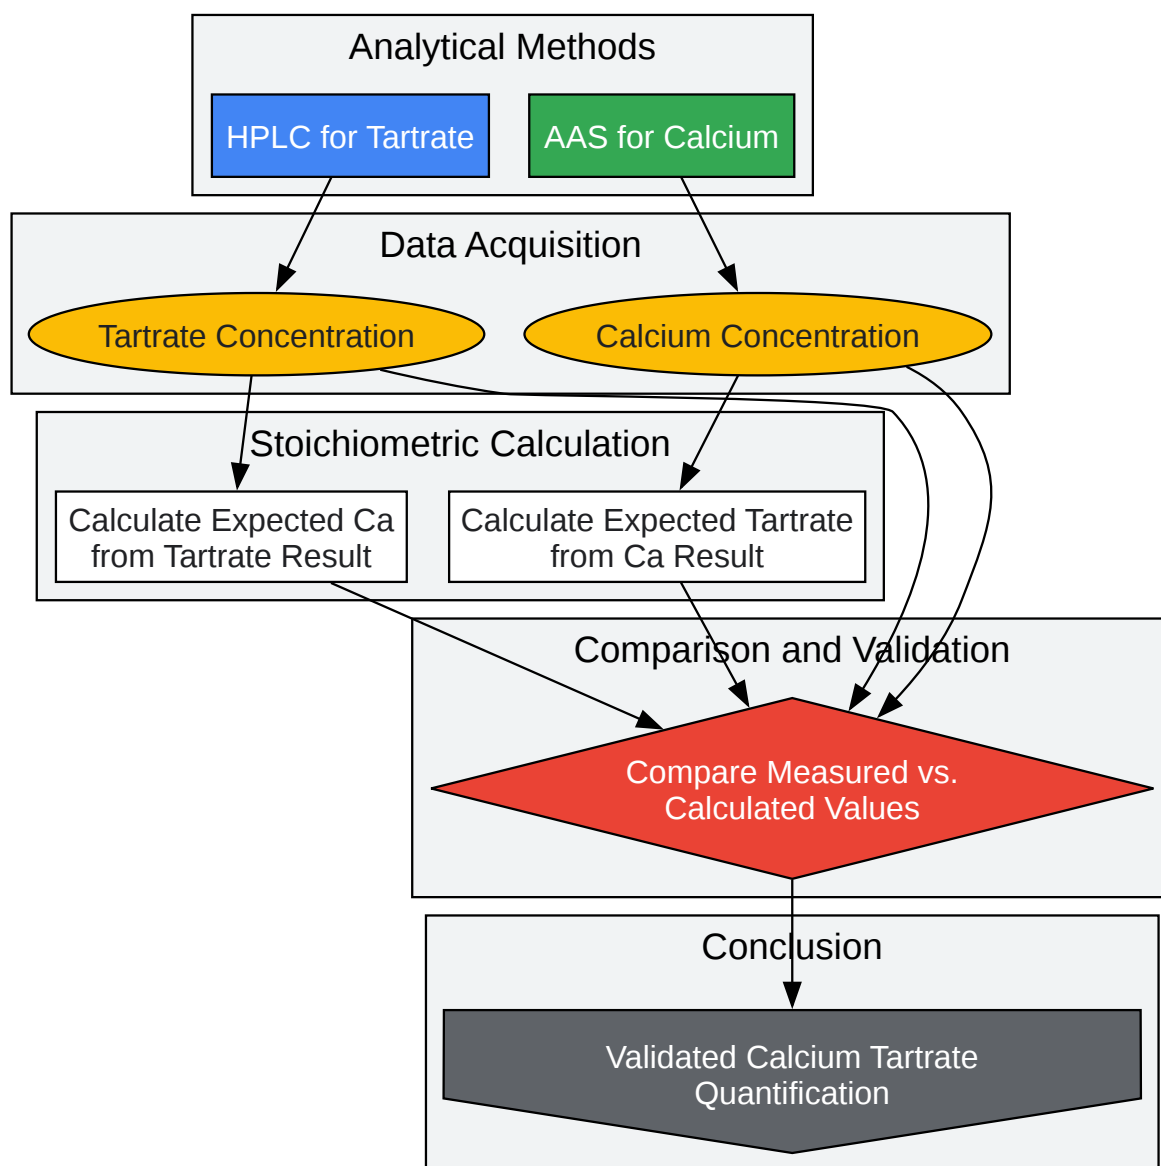 Analytical Methods
HPLC for Tartrate
AAS for Calcium
Data Acquisition
Tartrate Concentration
Calcium Concentration
Stoichiometric Calculation
Calculate Expected Ca
from Tartrate Result
Calculate Expected Tartrate
from Ca Result
Comparison and Validation
Compare Measured vs.
Calculated Values
Conclusion
Validated Calcium Tartrate
Quantification